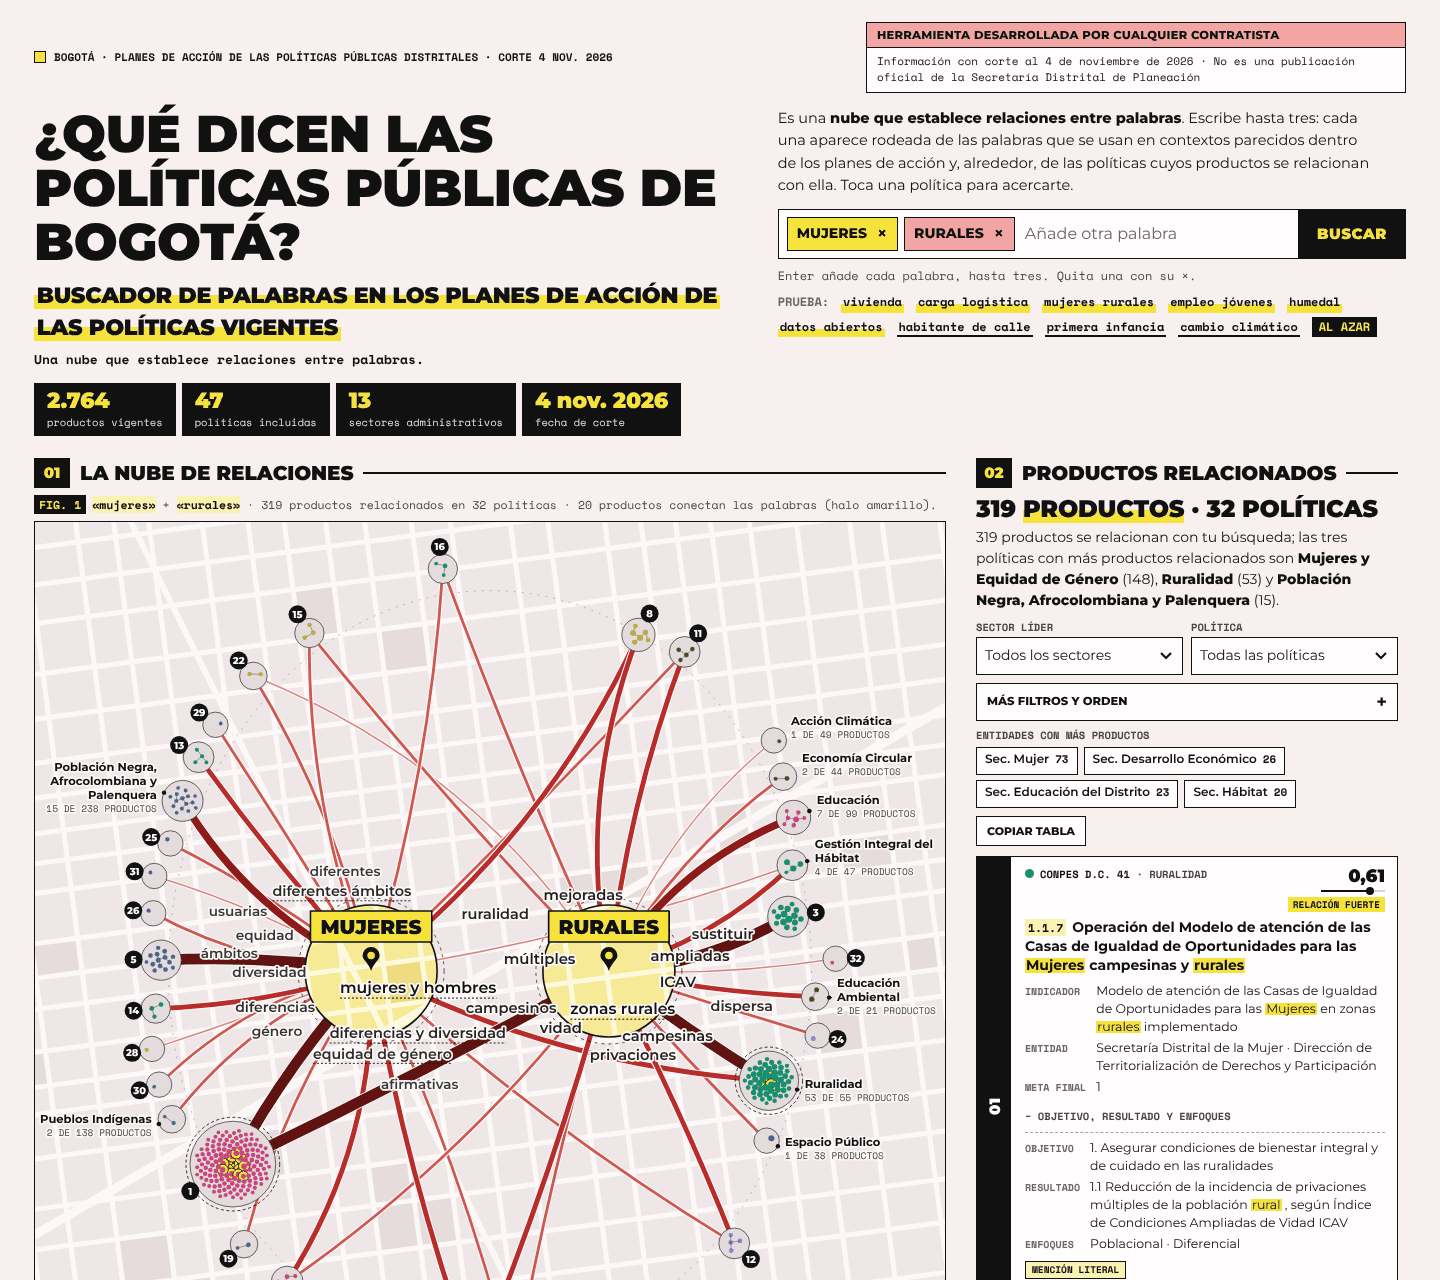 BOGOTÁ · PLANES DE ACCIÓN DE LAS POLÍTICAS PÚBLICAS DISTRITALES · CORTE 4 NOV. 2026
HERRAMIENTA DESARROLLADA POR CUALQUIER CONTRATISTA
Información con corte al 4 de noviembre de 2026 · No es una publicación
oficial de la Secretaría Distrital de Planeación
¿QUÉ DICEN LAS
POLÍTICAS PÚBLICAS DE
BOGOTÁ?
BUSCADOR DE PALABRAS EN LOS PLANES DE ACCIÓN DE
LAS POLÍTICAS VIGENTES
Una nube que establece relaciones entre palabras.
2.764
productos vigentes
47
políticas incluidas
13
sectores administrativos
4 nov. 2026
fecha de corte
Es una nube que establece relaciones entre palabras. Escribe hasta tres: cada
una aparece rodeada de las palabras que se usan en contextos parecidos dentro
de los planes de acción y, alrededor, de las políticas cuyos productos se relacionan
con ella. Toca una política para acercarte.
MUJERES × RURALES × Añade otra palabra BUSCAR
Enter añade cada palabra, hasta tres. Quita una con su ×.
PRUEBA: vivienda carga logística mujeres rurales empleo jóvenes humedal
datos abiertos habitante de calle primera infancia cambio climático AL AZAR
01 LA NUBE DE RELACIONES
FIG. 1 «mujeres» + «rurales» · 319 productos relacionados en 32 políticas · 20 productos conectan las palabras (halo amarillo).
16
15
8
11
22
29
13
Acción Climática
1 DE 49 PRODUCTOS
Economía Circular
2 DE 44 PRODUCTOS
Población Negra,
Afrocolombiana y
Palenquera
15 DE 238 PRODUCTOS
Educación
7 DE 99 PRODUCTOS
25
Gestión Integral del
Hábitat
4 DE 47 PRODUCTOS
31
diferentes
diferentes ámbitos
mejoradas
26
usuarias
ruralidad
3
MUJERES
RURALES
equidad
sustituir
ámbitos
5
múltiples
ampliadas
32
diversidad
ICAV
mujeres y hombres
Educación
Ambiental
2 DE 21 PRODUCTOS
14
diferencias
campesinos
zonas rurales
dispersa
género
diferencias y diversidad
vidad
campesinas
24
28
equidad de género
privaciones
afirmativas
30
Ruralidad
53 DE 55 PRODUCTOS
Pueblos Indígenas
2 DE 138 PRODUCTOS
Espacio Público
1 DE 38 PRODUCTOS
1
19
12
02 PRODUCTOS RELACIONADOS
319 PRODUCTOS · 32 POLÍTICAS
319 productos se relacionan con tu búsqueda; las tres
políticas con más productos relacionados son Mujeres y
Equidad de Género (148), Ruralidad (53) y Población
Negra, Afrocolombiana y Palenquera (15).
SECTOR LÍDER
Todos los sectores
POLÍTICA
Todas las políticas
MÁS FILTROS Y ORDEN +
ENTIDADES CON MÁS PRODUCTOS
Sec. Mujer 73 Sec. Desarrollo Económico 26
Sec. Educación del Distrito 23 Sec. Hábitat 20
COPIAR TABLA
01
CONPES D.C. 41 · RURALIDAD
0,61
RELACIÓN FUERTE
1.1.7 Operación del Modelo de atención de las
Casas de Igualdad de Oportunidades para las
Mujeres campesinas y rurales
INDICADOR Modelo de atención de las Casas de Igualdad
de Oportunidades para las Mujeres en zonas
rurales implementado
ENTIDAD Secretaría Distrital de la Mujer · Dirección de
Territorialización de Derechos y Participación
META FINAL 1
– OBJETIVO, RESULTADO Y ENFOQUES
OBJETIVO 1. Asegurar condiciones de bienestar integral y
de cuidado en las ruralidades
RESULTADO 1.1 Reducción de la incidencia de privaciones
múltiples de la población rural , según Índice
de Condiciones Ampliadas de Vidad ICAV
ENFOQUES Poblacional · Diferencial
MENCIÓN LITERAL